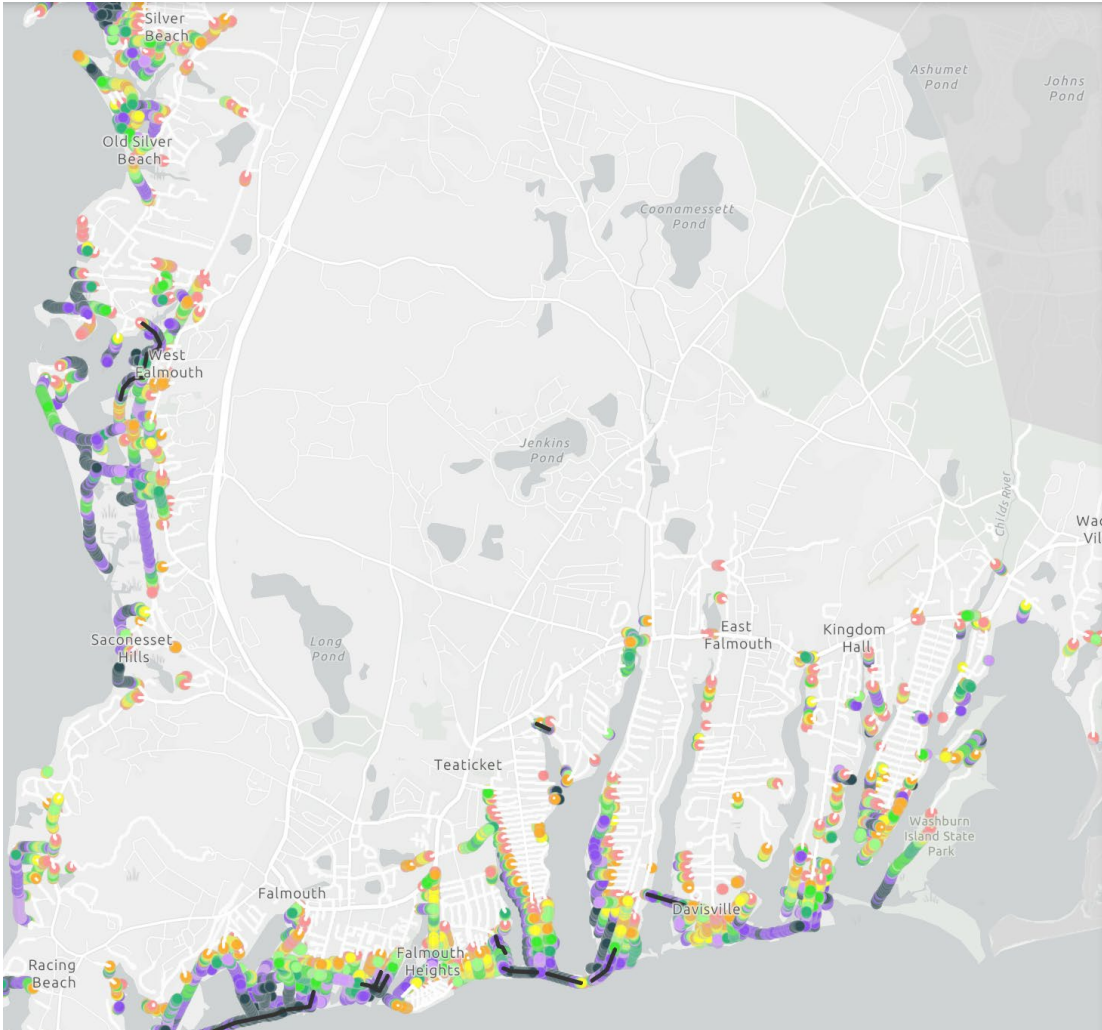 Silver
Beach
Ashumet
Pond
Johns
Pond
Old Silver
Beach
Coonamessett
Pond
West
Falmouth
Jenkins
Pond
Childs River
Wac
Vil
Saconesset
Hills
Long
Pond
East
Falmouth
Kingdom
Hall
Teaticket
Washburn
Island State
Park
Falmouth
Davisville
Falmouth
Heights
Racing
Beach